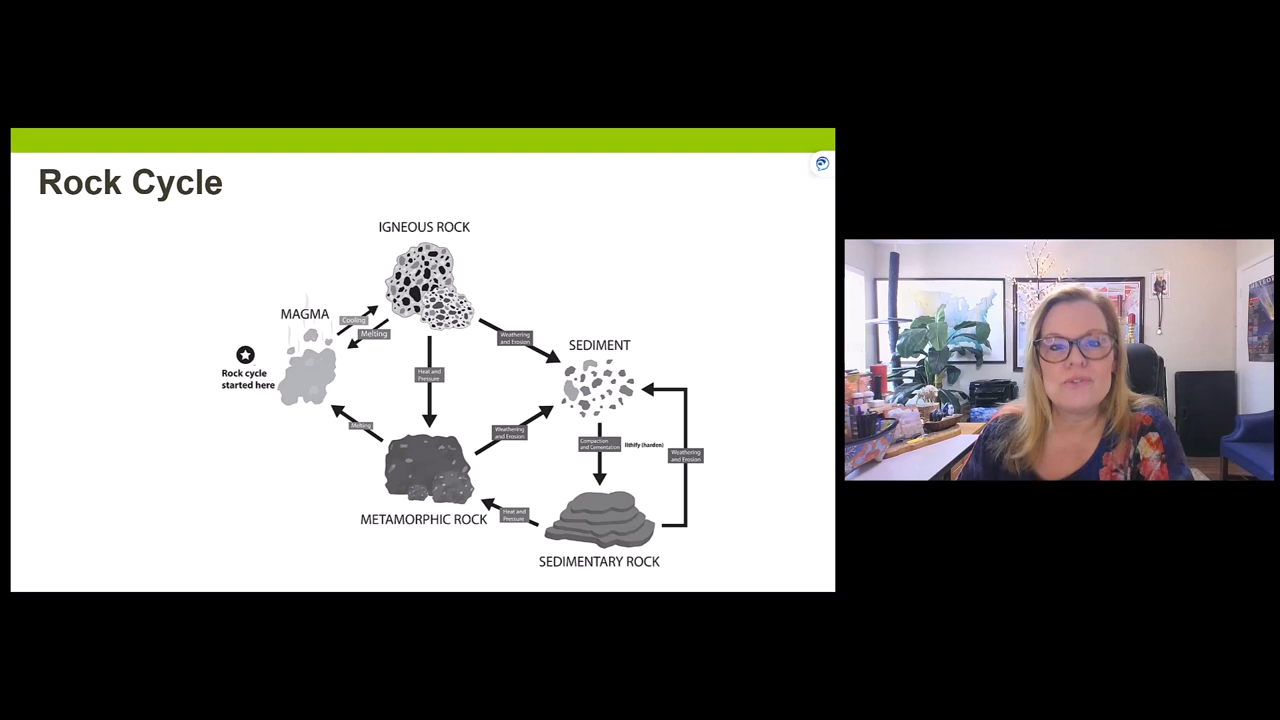 Rock Cycle
IGNEOUS ROCK
MAGMA
Cooling
Melting
Weathering
and Erosion
SEDIMENT
Rock cycle
started here
Heat and
Pressure
Melting
Weathering
and Erosion
Compaction
and Cementation
lithify (harden)
Weathering
and Erosion
METAMORPHIC ROCK
Heat and
Pressure
SEDIMENTARY ROCK